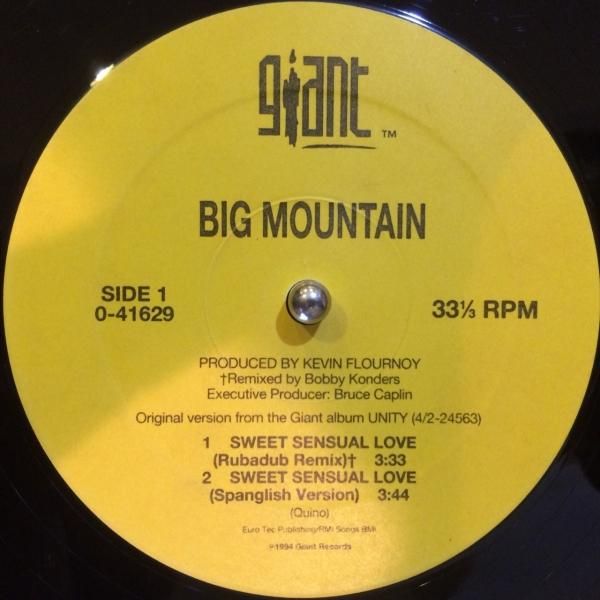 giant ™
BIG MOUNTAIN
SIDE 1
0-41629
33⅓ RPM
PRODUCED BY KEVIN FLOURNOY
†Remixed by Bobby Konders
Executive Producer: Bruce Caplin
Original version from the Giant album UNITY (4/2-24563)
1 SWEET SENSUAL LOVE
(Rubadub Remix)† 3:33
2 SWEET SENSUAL LOVE
(Spanglish Version) 3:44
(Quino)
Euro Tec Publishing/RMI Songs BMI
℗1994 Giant Records